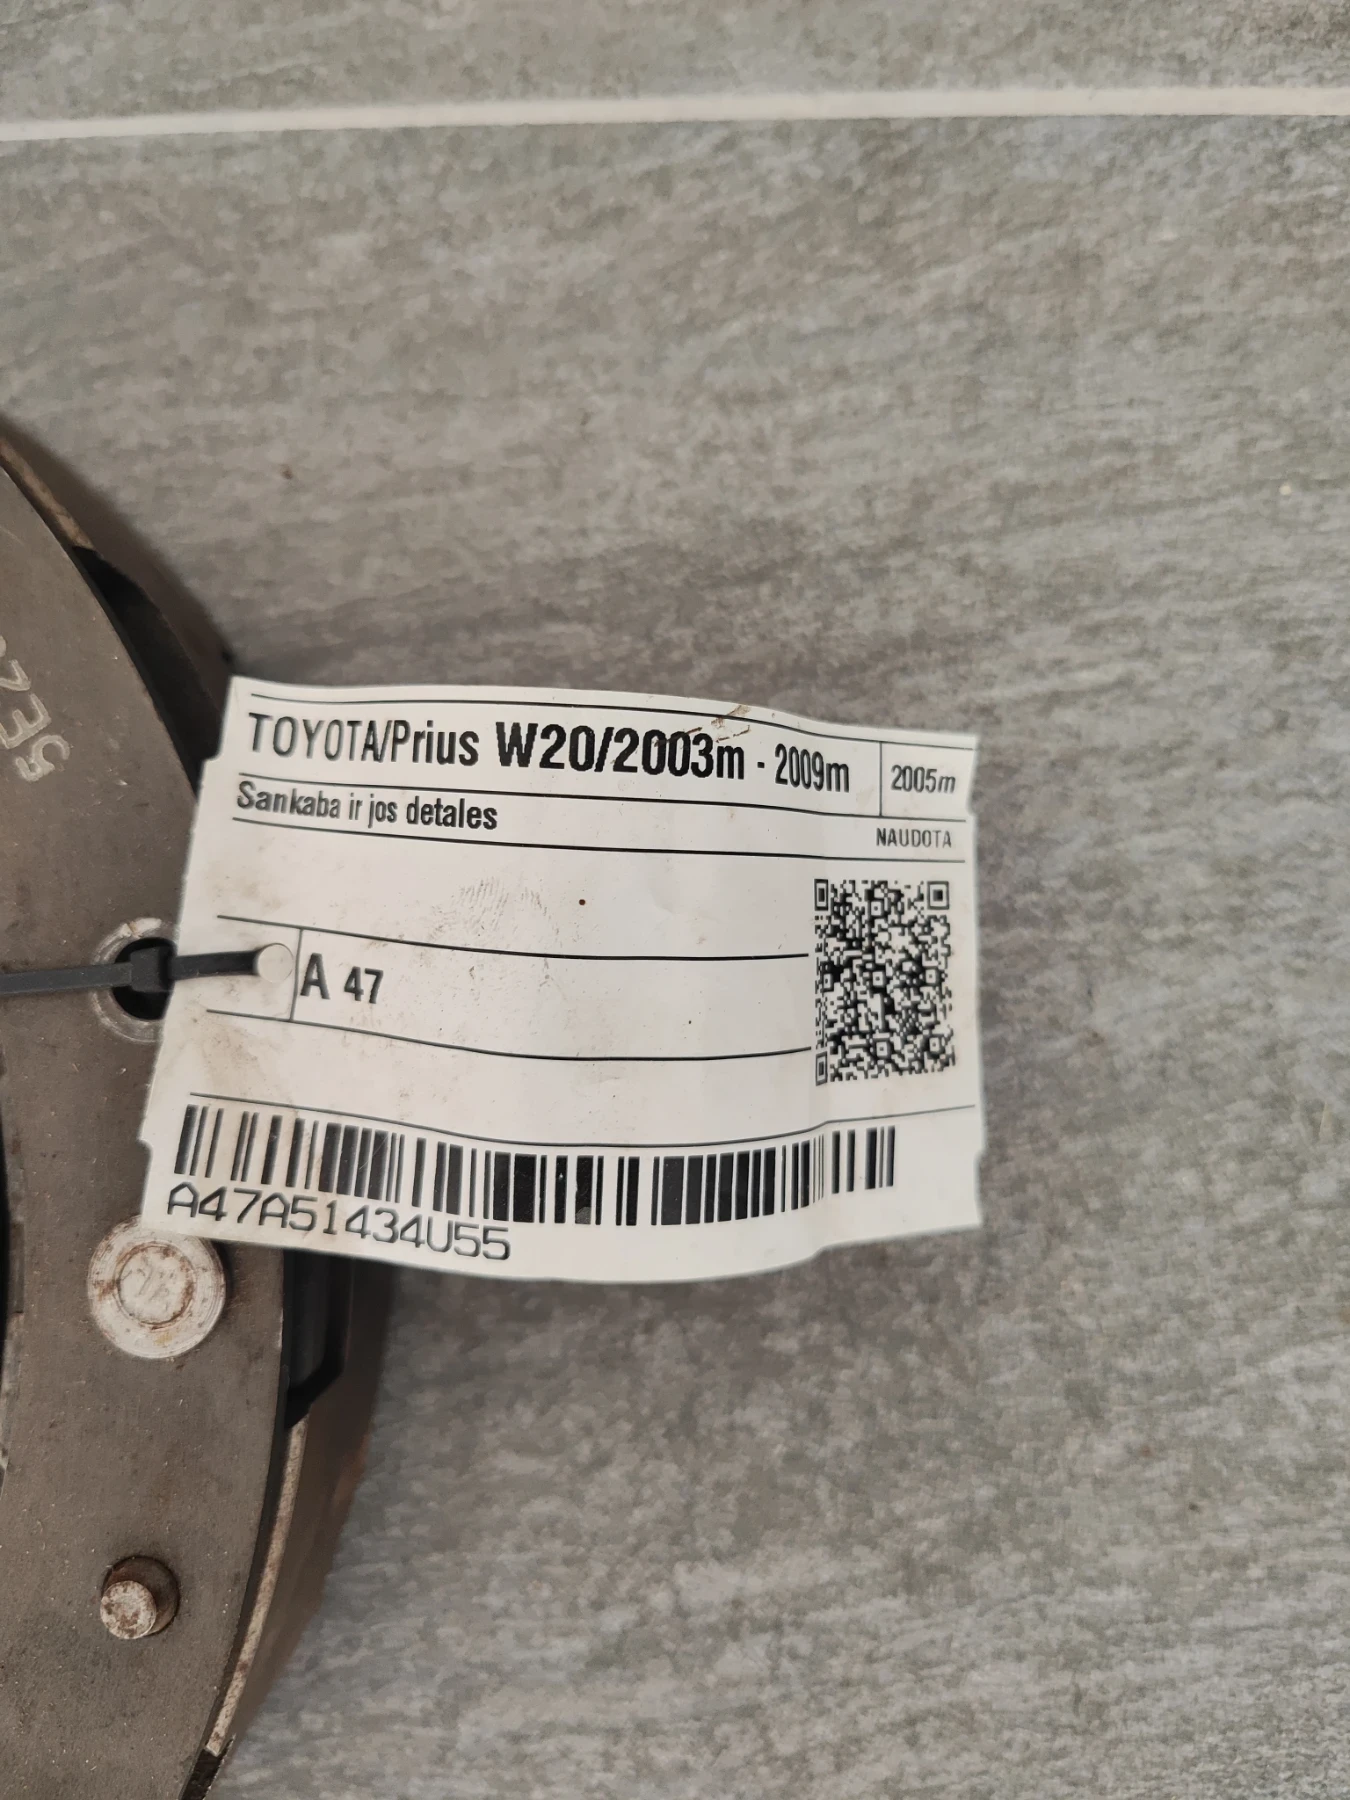 TOYOTA/Prius W20/2003m - 2009m
2005m
Sankaba ir jos detales
NAUDOTA
A 47
A47A51434U55